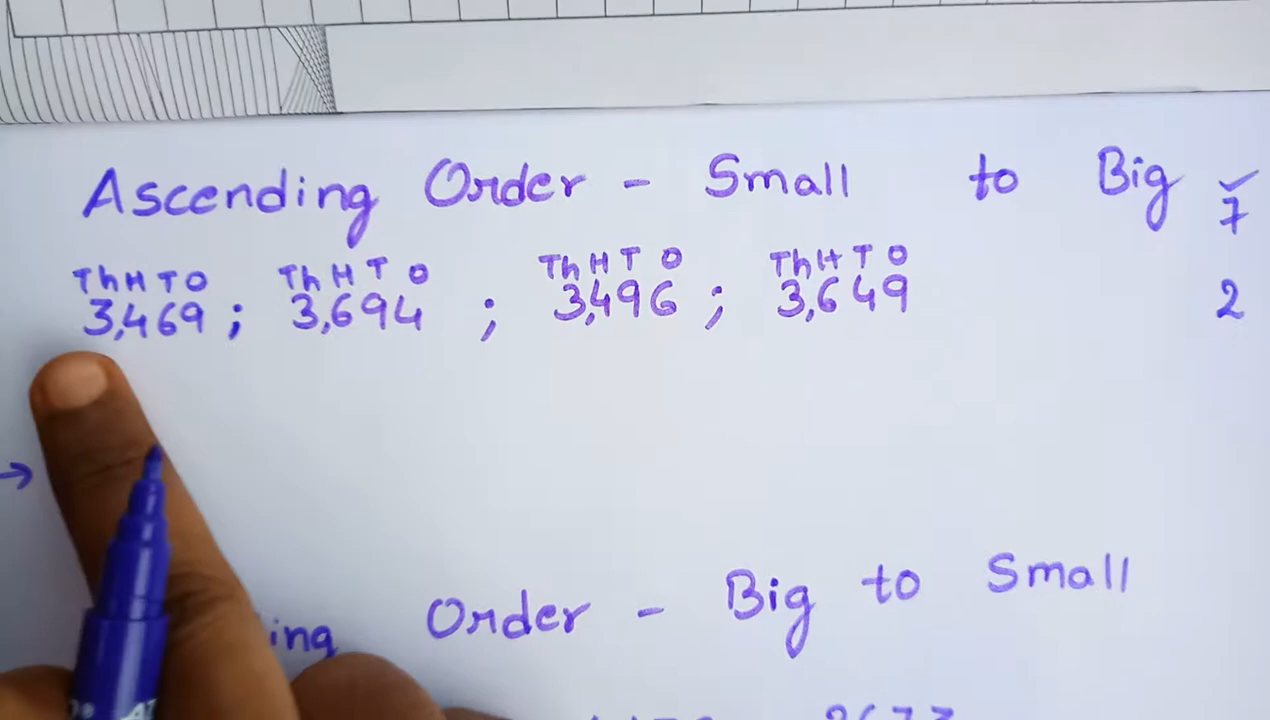 Ascending Order - Small to Big 7
Th H T O Th H T O Th H T O Th H T O
3,469 ; 3,694 ; 3,496 ; 3,649 2
→
Order - Big to Small